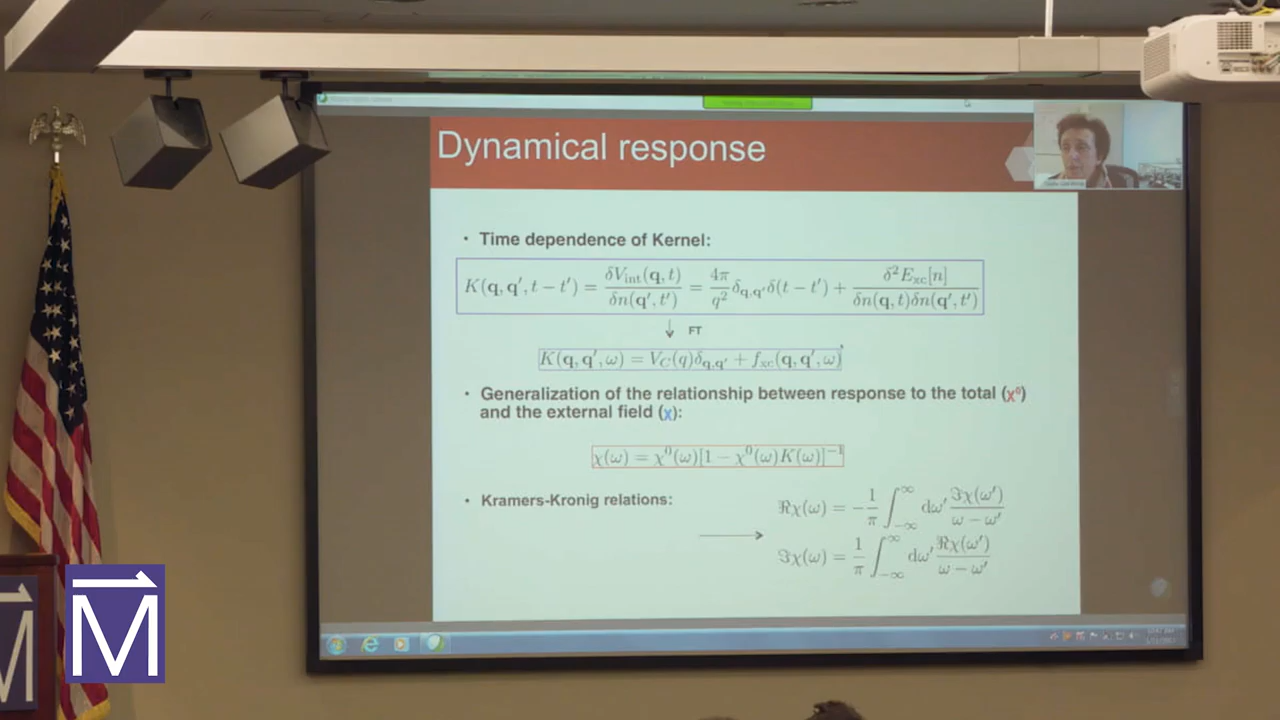 Dynamical response
• Time dependence of Kernel:
K(q, q′, t − t′) = δV_int(q, t) / δn(q′, t′) = 4π / q² δ_q,q′ δ(t − t′) + δ²E_xc[n] / δn(q, t)δn(q′, t′)
↓ FT
K(q, q′, ω) = V_C(q)δ_q,q′ + f_xc(q, q′, ω)
• Generalization of the relationship between response to the total (χ⁰)
and the external field (χ):
χ(ω) = χ⁰(ω)[1 − χ⁰(ω)K(ω)]⁻¹
• Kramers-Kronig relations:
→
ℜχ(ω) = −1/π ∫_−∞^∞ dω′ ℑχ(ω′) / ω − ω′
ℑχ(ω) = 1/π ∫_−∞^∞ dω′ ℜχ(ω′) / ω − ω′
M
M